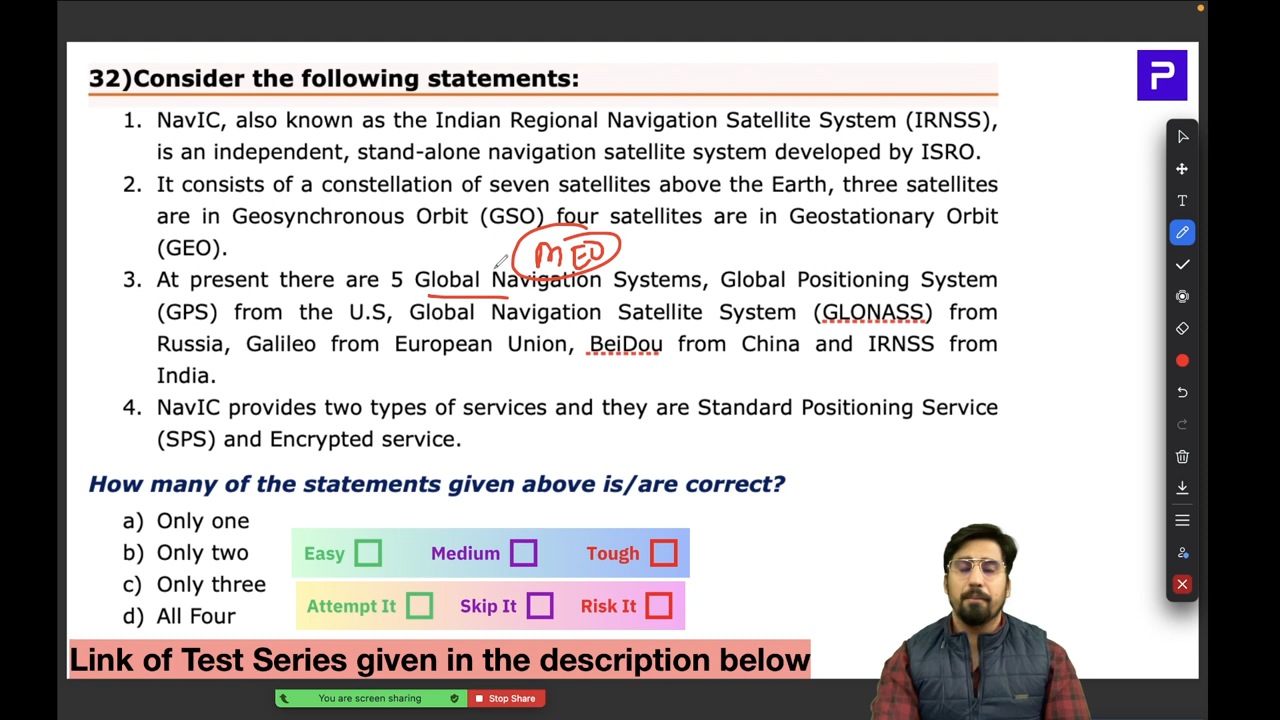 32)Consider the following statements:
1. NavIC, also known as the Indian Regional Navigation Satellite System (IRNSS),
is an independent, stand-alone navigation satellite system developed by ISRO.
2. It consists of a constellation of seven satellites above the Earth, three satellites
are in Geosynchronous Orbit (GSO) four satellites are in Geostationary Orbit
(GEO).
MEO
3. At present there are 5 Global Navigation Systems, Global Positioning System
(GPS) from the U.S, Global Navigation Satellite System (GLONASS) from
Russia, Galileo from European Union, BeiDou from China and IRNSS from
India.
4. NavIC provides two types of services and they are Standard Positioning Service
(SPS) and Encrypted service.
How many of the statements given above is/are correct?
a) Only one
b) Only two
c) Only three
d) All Four
Easy Medium Tough
Attempt It Skip It Risk It
Link of Test Series given in the description below
You are screen sharing Stop Share
P
T